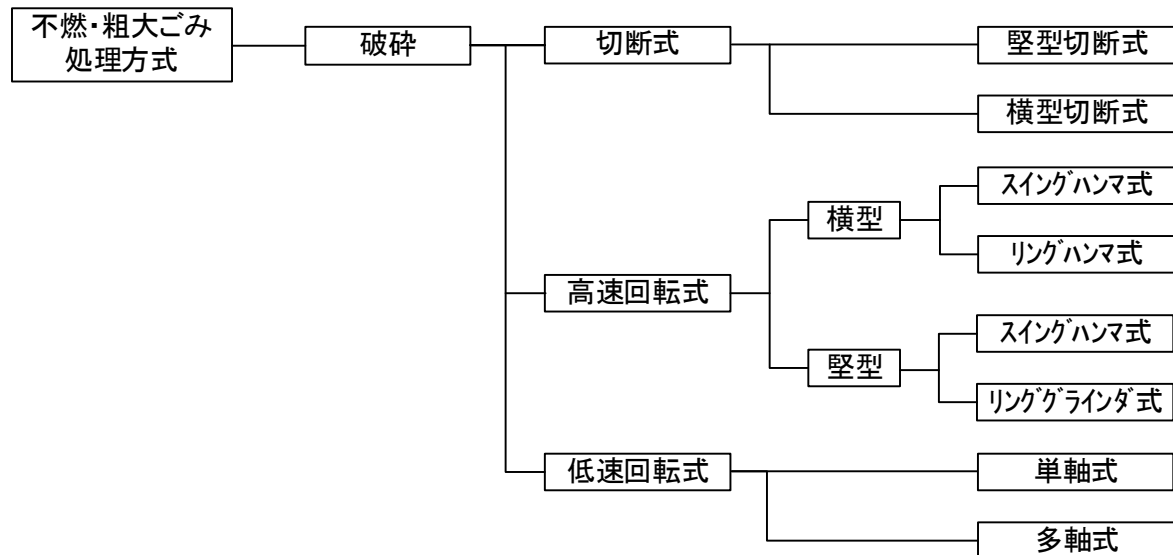 不燃・粗大ごみ
処理方式
破砕
切断式
堅型切断式
横型切断式
高速回転式
横型
スイングハンマ式
リングハンマ式
堅型
スイングハンマ式
リンググラインダ式
低速回転式
単軸式
多軸式